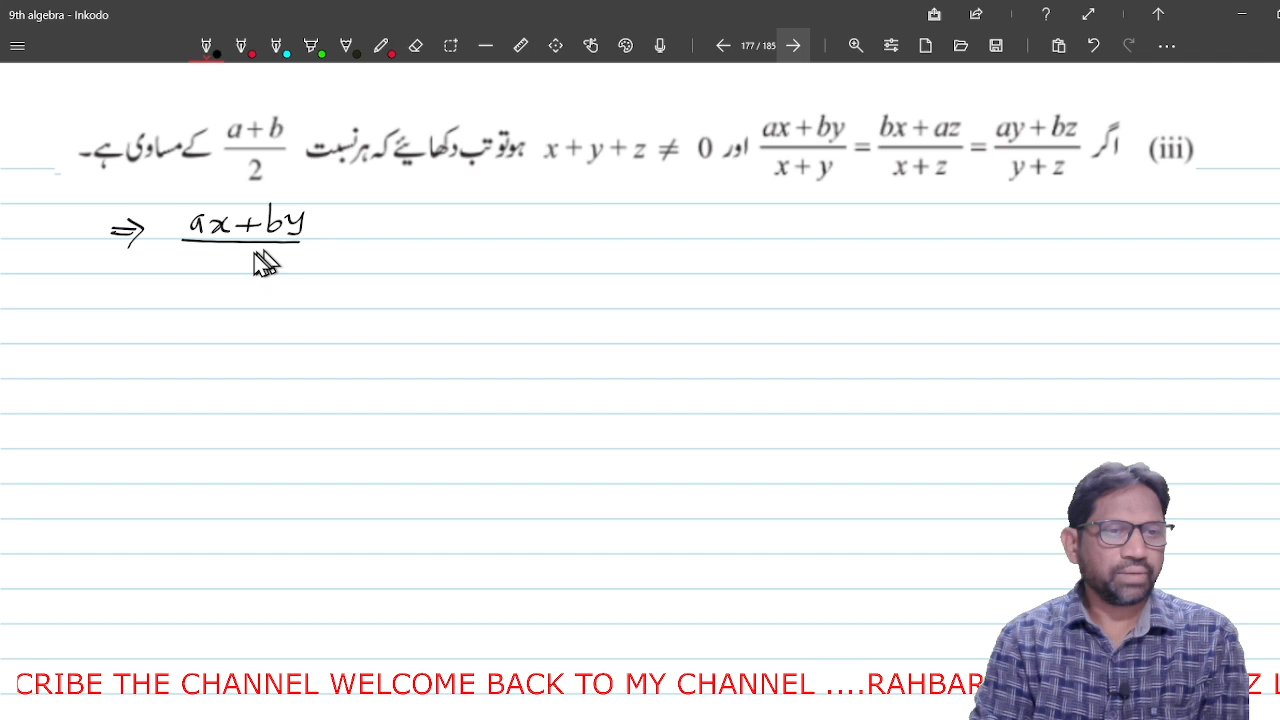 9th algebra - Inkodo
177 / 185
(iii) اگر (ay + bz)/(y + z) = (bx + az)/(x + z) = (ax + by)/(x + y) اور x + y + z ≠ 0 ہو تو تب دکھائیے کہ ہر نسبت (a + b)/2 کے مساوی ہے۔
⇒ ax+by
CRIBE THE CHANNEL WELCOME BACK TO MY CHANNEL ....RAHBAR Z L